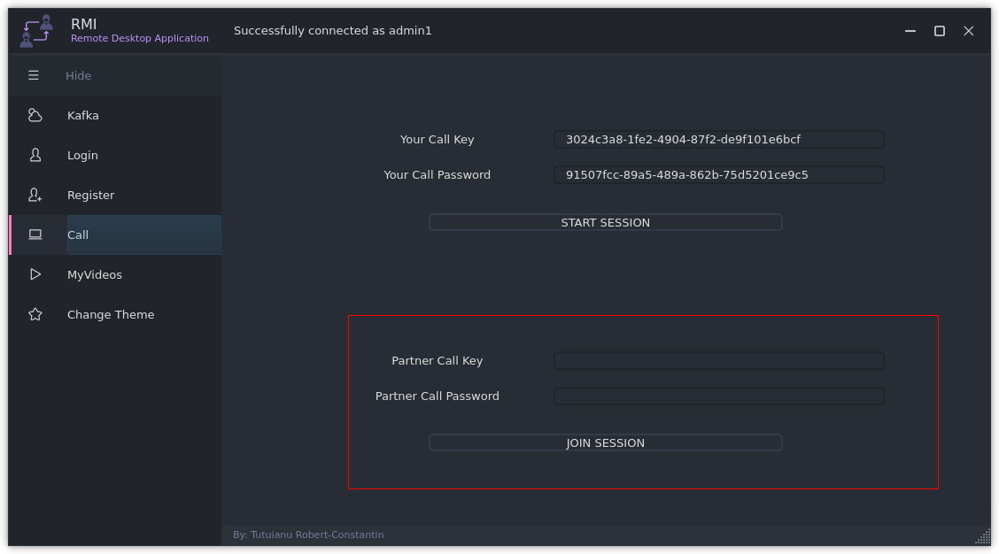 RMI
Remote Desktop Application
Successfully connected as admin1
Hide
Kafka
Login
Register
Call
MyVideos
Change Theme
Your Call Key 3024c3a8-1fe2-4904-87f2-de9f101e6bcf
Your Call Password 91507fcc-89a5-489a-862b-75d5201ce9c5
START SESSION
Partner Call Key
Partner Call Password
JOIN SESSION
By: Tutuianu Robert-Constantin